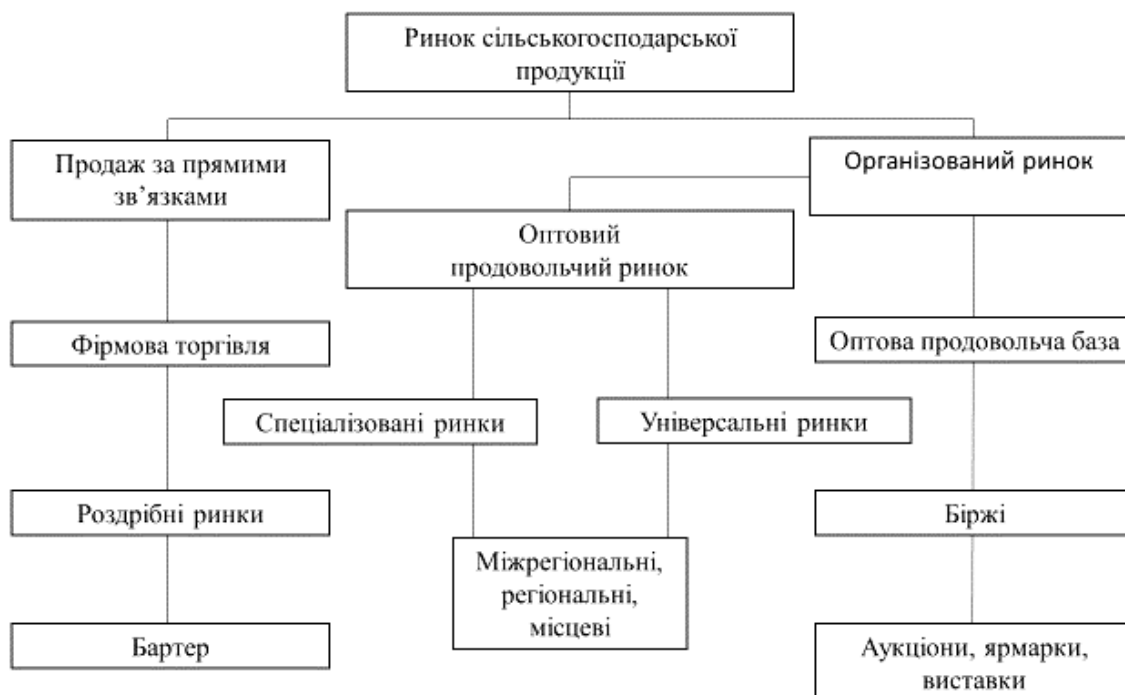 Ринок сільськогосподарської
продукції
Продаж за прямими
зв’язками
Організований ринок
Оптовий
продовольчий ринок
Фірмова торгівля
Оптова продовольча база
Спеціалізовані ринки
Універсальні ринки
Роздрібні ринки
Біржі
Міжрегіональні,
регіональні,
місцеві
Бартер
Аукціони, ярмарки,
виставки